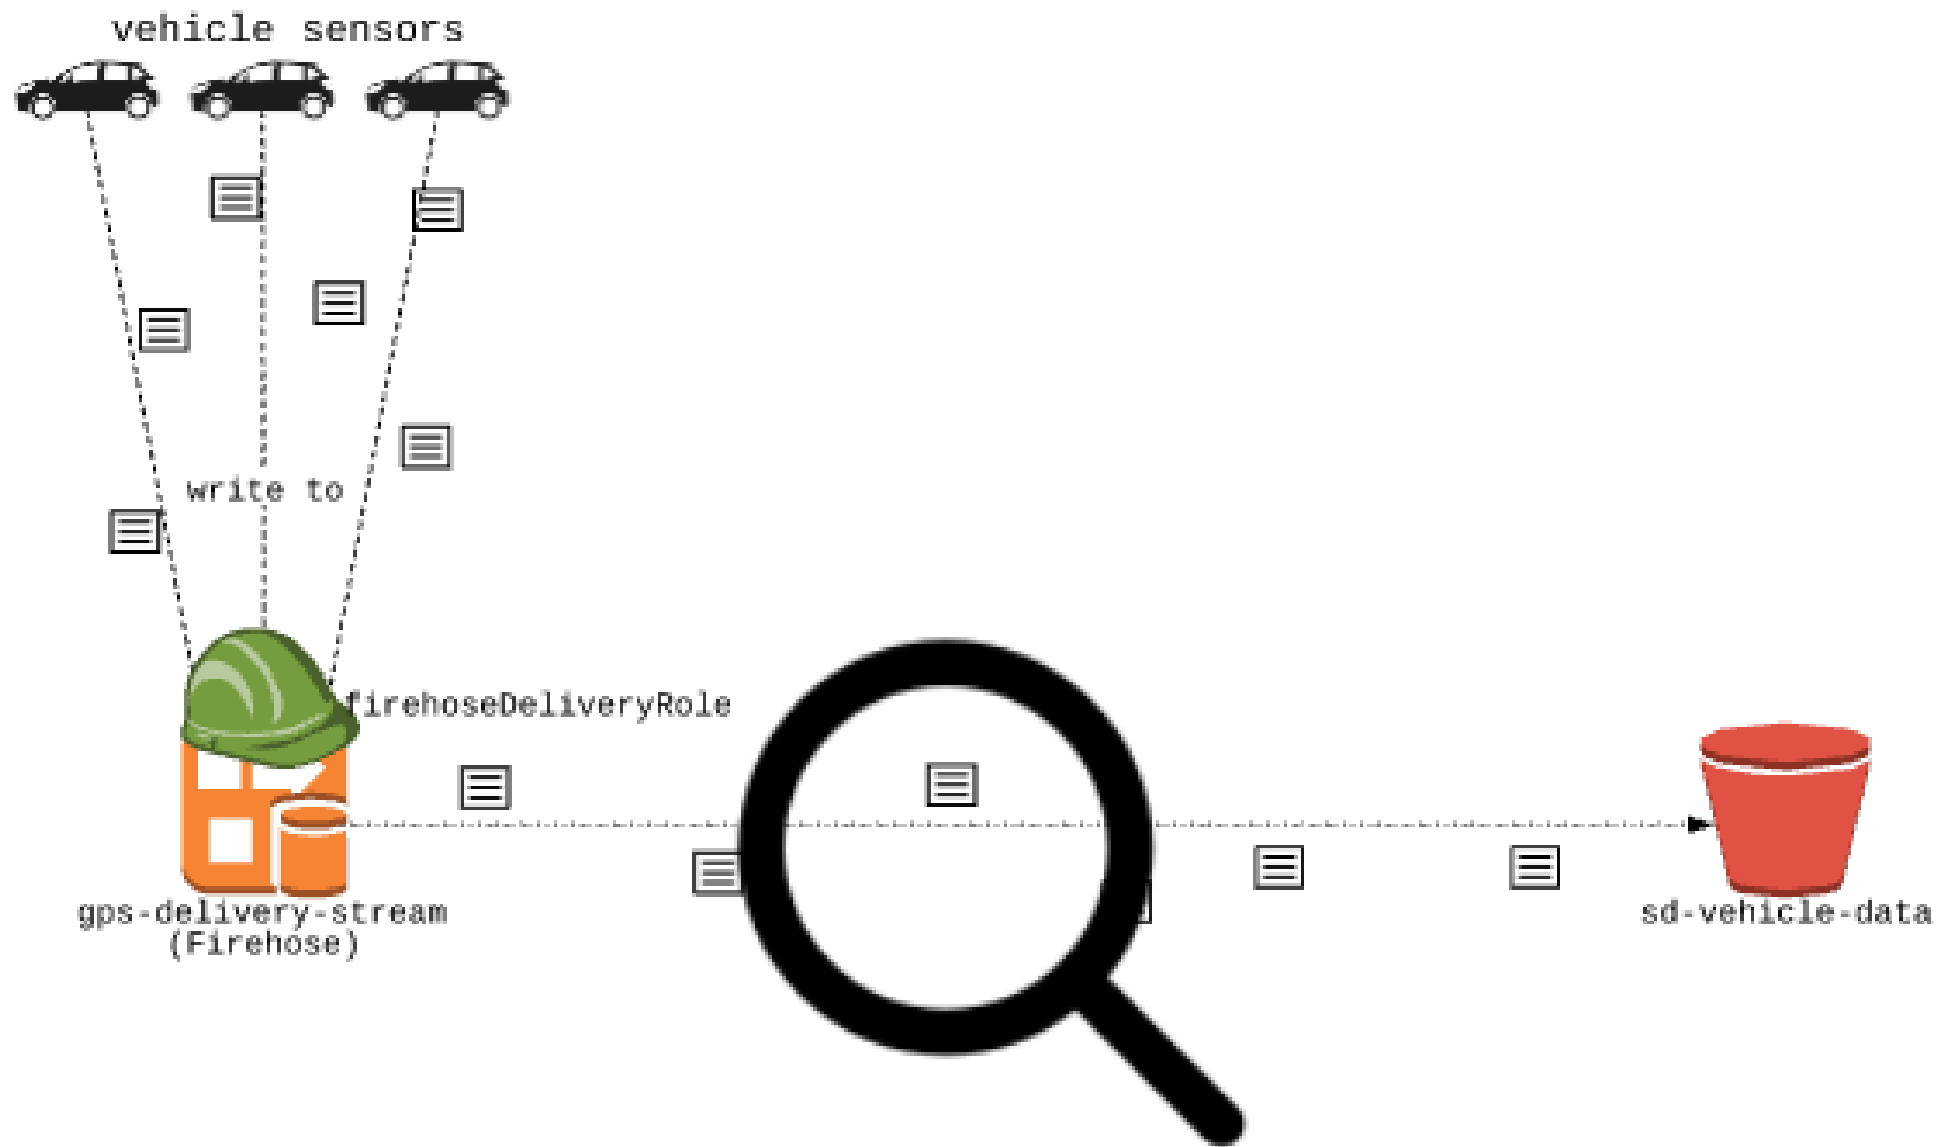 vehicle sensors
write to
firehoseDeliveryRole
gps-delivery-stream
(Firehose)
sd-vehicle-data